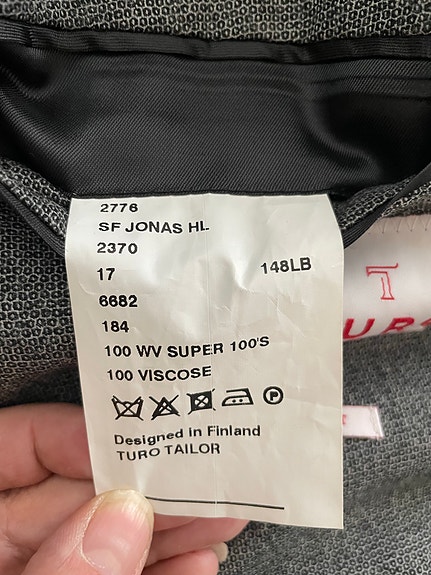 2776
SF JONAS HL
2370
17 148LB
6682
184
100 WV SUPER 100'S
100 VISCOSE
P
Designed in Finland
TURO TAILOR